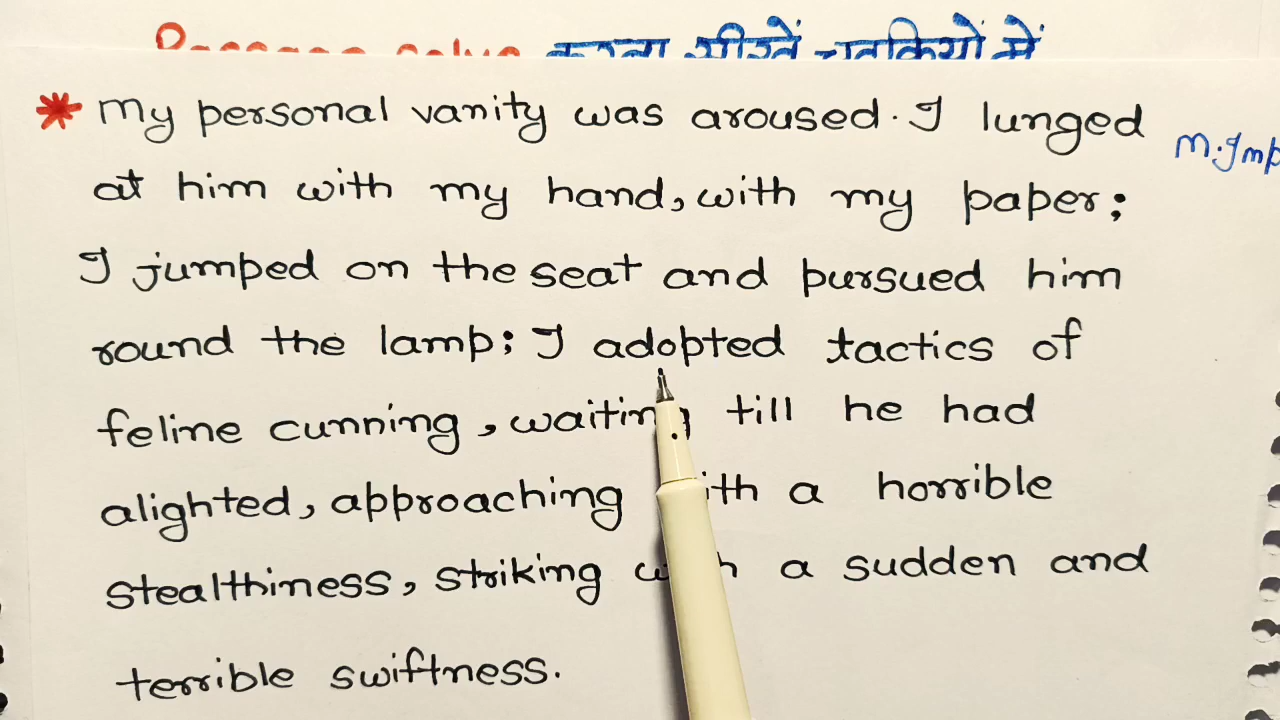 My personal vanity was aroused. I lunged
at him with my hand, with my paper;
I jumped on the seat and pursued him
round the lamp; I adopted tactics of
feline cunning, waiting till he had
alighted, approaching with a horrible
stealthiness, striking with a sudden and
terrible swiftness.
M.Imp